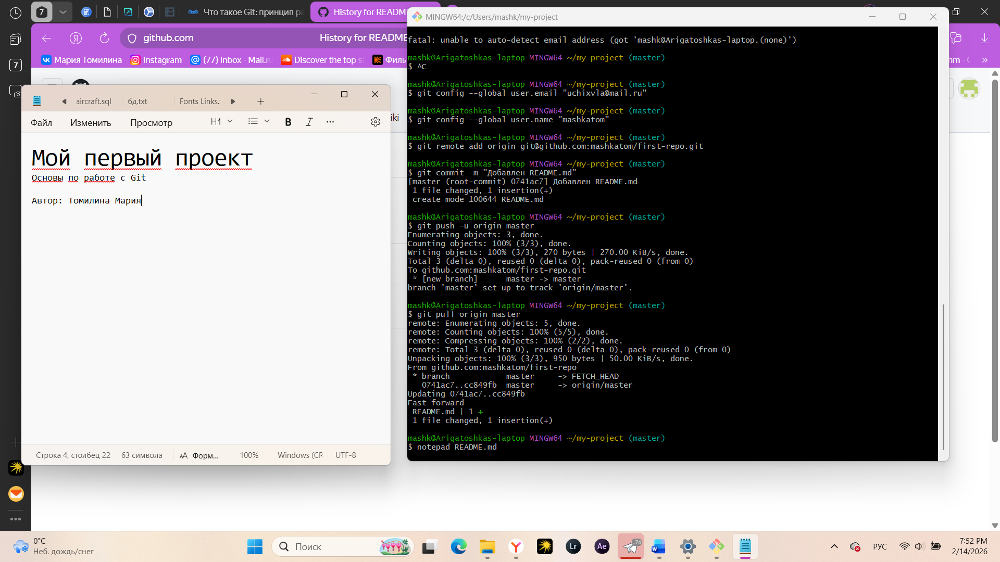 7
Что такое Git: принцип ра
History for READM
github.com
History for README
Мария Томилина
Instagram
(77) Inbox - Mail.ru
Discover the top s
Филь
hm - C
»
7
iki
aircraft.sql
бд.txt
Fonts Links.
Файл
Изменить
Просмотр
H1
B
I
Мой первый проект
Основы по работе с Git
Автор: Томилина Мария
Строка 4, столбец 22
63 символа
Форм...
100%
Windows (CR
UTF-8
MINGW64:/c/Users/mashk/my-project
fatal: unable to auto-detect email address (got 'mashk@Arigatoshkas-laptop.(none)')
mashk@Arigatoshkas-laptop MINGW64 ~/my-project (master)
$ ^C
mashk@Arigatoshkas-laptop MINGW64 ~/my-project (master)
$ git config --global user.email "uchixvla@mail.ru"
mashk@Arigatoshkas-laptop MINGW64 ~/my-project (master)
$ git config --global user.name "mashkatom"
mashk@Arigatoshkas-laptop MINGW64 ~/my-project (master)
$ git remote add origin git@github.com:mashkatom/first-repo.git
mashk@Arigatoshkas-laptop MINGW64 ~/my-project (master)
$ git commit -m "Добавлен README.md"
[master (root-commit) 0741ac7] Добавлен README.md
1 file changed, 1 insertion(+)
create mode 100644 README.md
mashk@Arigatoshkas-laptop MINGW64 ~/my-project (master)
$ git push -u origin master
Enumerating objects: 3, done.
Counting objects: 100% (3/3), done.
Writing objects: 100% (3/3), 270 bytes | 270.00 KiB/s, done.
Total 3 (delta 0), reused 0 (delta 0), pack-reused 0 (from 0)
To github.com:mashkatom/first-repo.git
* [new branch]      master -> master
branch 'master' set up to track 'origin/master'.
mashk@Arigatoshkas-laptop MINGW64 ~/my-project (master)
$ git pull origin master
remote: Enumerating objects: 5, done.
remote: Counting objects: 100% (5/5), done.
remote: Compressing objects: 100% (2/2), done.
remote: Total 3 (delta 0), reused 0 (delta 0), pack-reused 0 (from 0)
Unpacking objects: 100% (3/3), 950 bytes | 50.00 KiB/s, done.
From github.com:mashkatom/first-repo
* branch            master     -> FETCH_HEAD
0741ac7..cc849fb  master     -> origin/master
Updating 0741ac7..cc849fb
Fast-forward
README.md | 1 +
1 file changed, 1 insertion(+)
mashk@Arigatoshkas-laptop MINGW64 ~/my-project (master)
$ notepad README.md
0°C
Неб. дождь/снег
Поиск
Lr
Ae
74
W
РУС
7:52 PM
2/14/2026